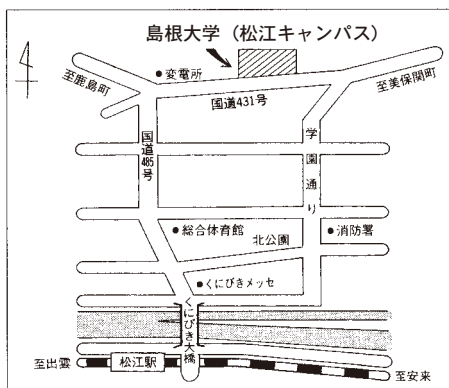 島根大学（松江キャンパス）
変電所
至鹿島町
国道431号
至美保関町
国道485号
学園通り
総合体育館
北公園
消防署
くにびきメッセ
くにびき大橋
至出雲
松江駅
至安来